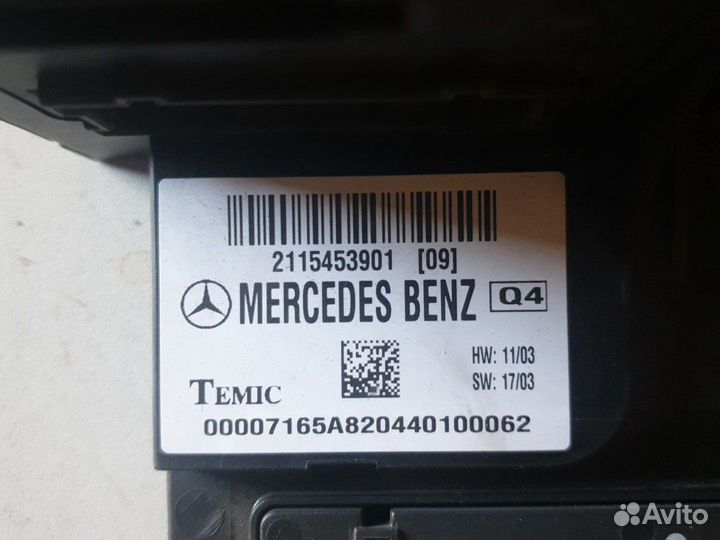 2115453901 [09]
MERCEDES BENZ Q4
HW: 11/03
SW: 17/03
TEMIC
00007165A820440100062
Avito